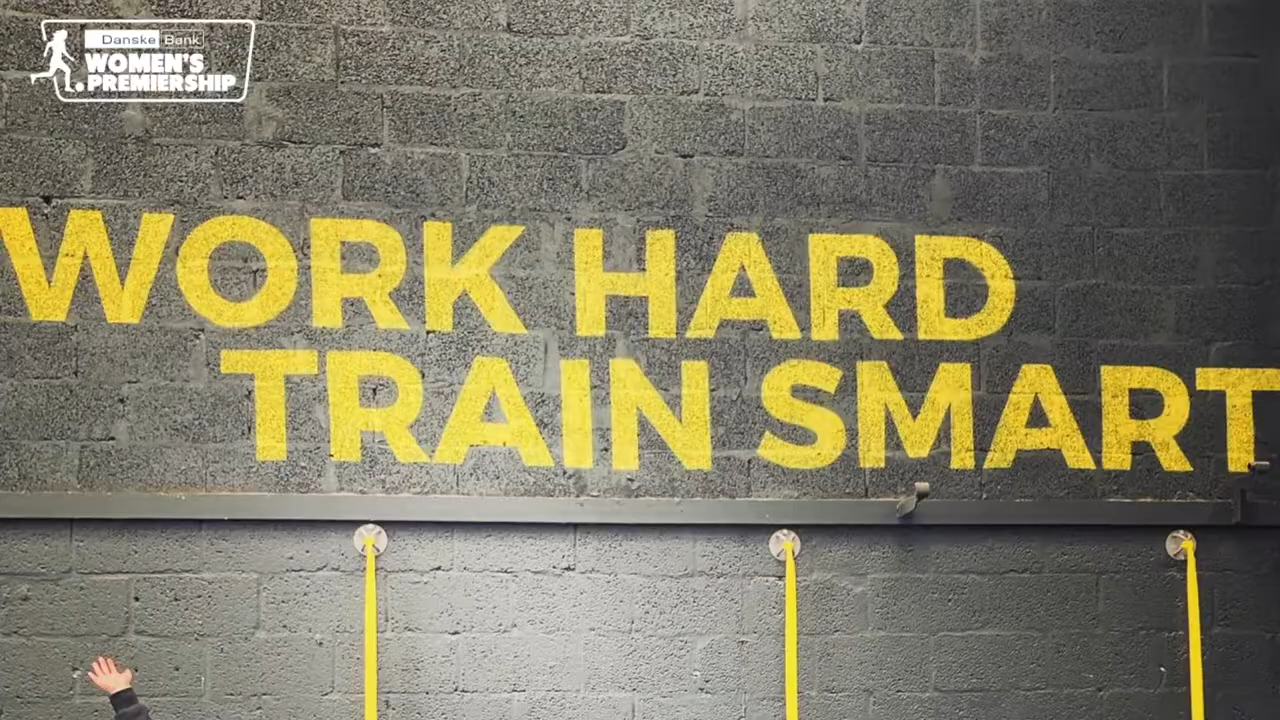 Danske Bank
WOMEN'S
PREMIERSHIP
WORK HARD
TRAIN SMART